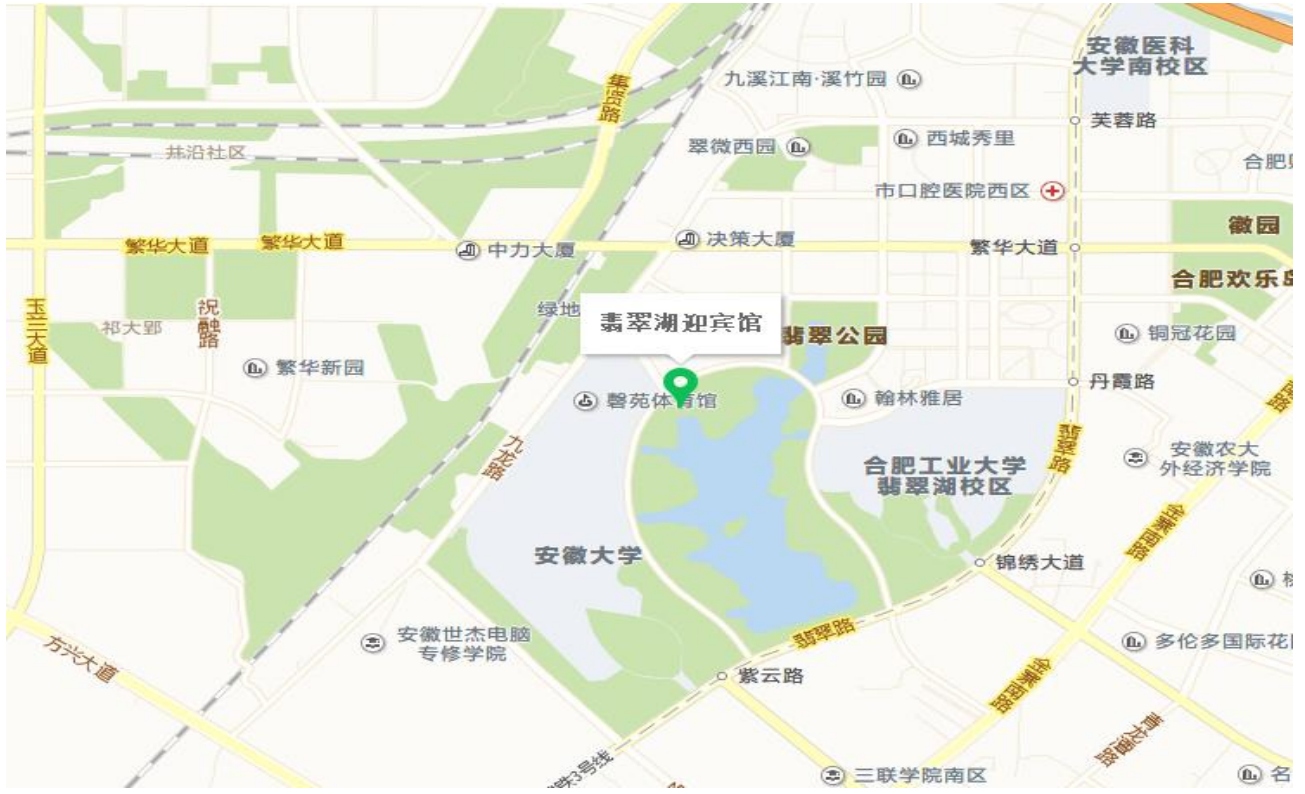 安徽医科
大学南校区
九溪江南·溪竹园
集贤路
芙蓉路
井沿社区
翠微西园
西城秀里
合肥
市口腔医院西区
徽园
繁华大道
繁华大道
中力大厦
决策大厦
繁华大道
合肥欢乐岛
玉兰大道
祁大郢
祝融路
绿地
翡翠湖迎宾馆
翡翠公园
铜冠花园
繁华新园
磬苑体育馆
翰林雅居
丹霞路
南路
九龙路
翡翠路
合肥工业大学
翡翠湖校区
安徽农大
外经济学院
安徽大学
金寨南路
锦绣大道
安徽世杰电脑
专修学院
翡翠路
多伦多国际花
方兴大道
紫云路
金寨南路
青龙潭路
铁3号线
三联学院南区
名